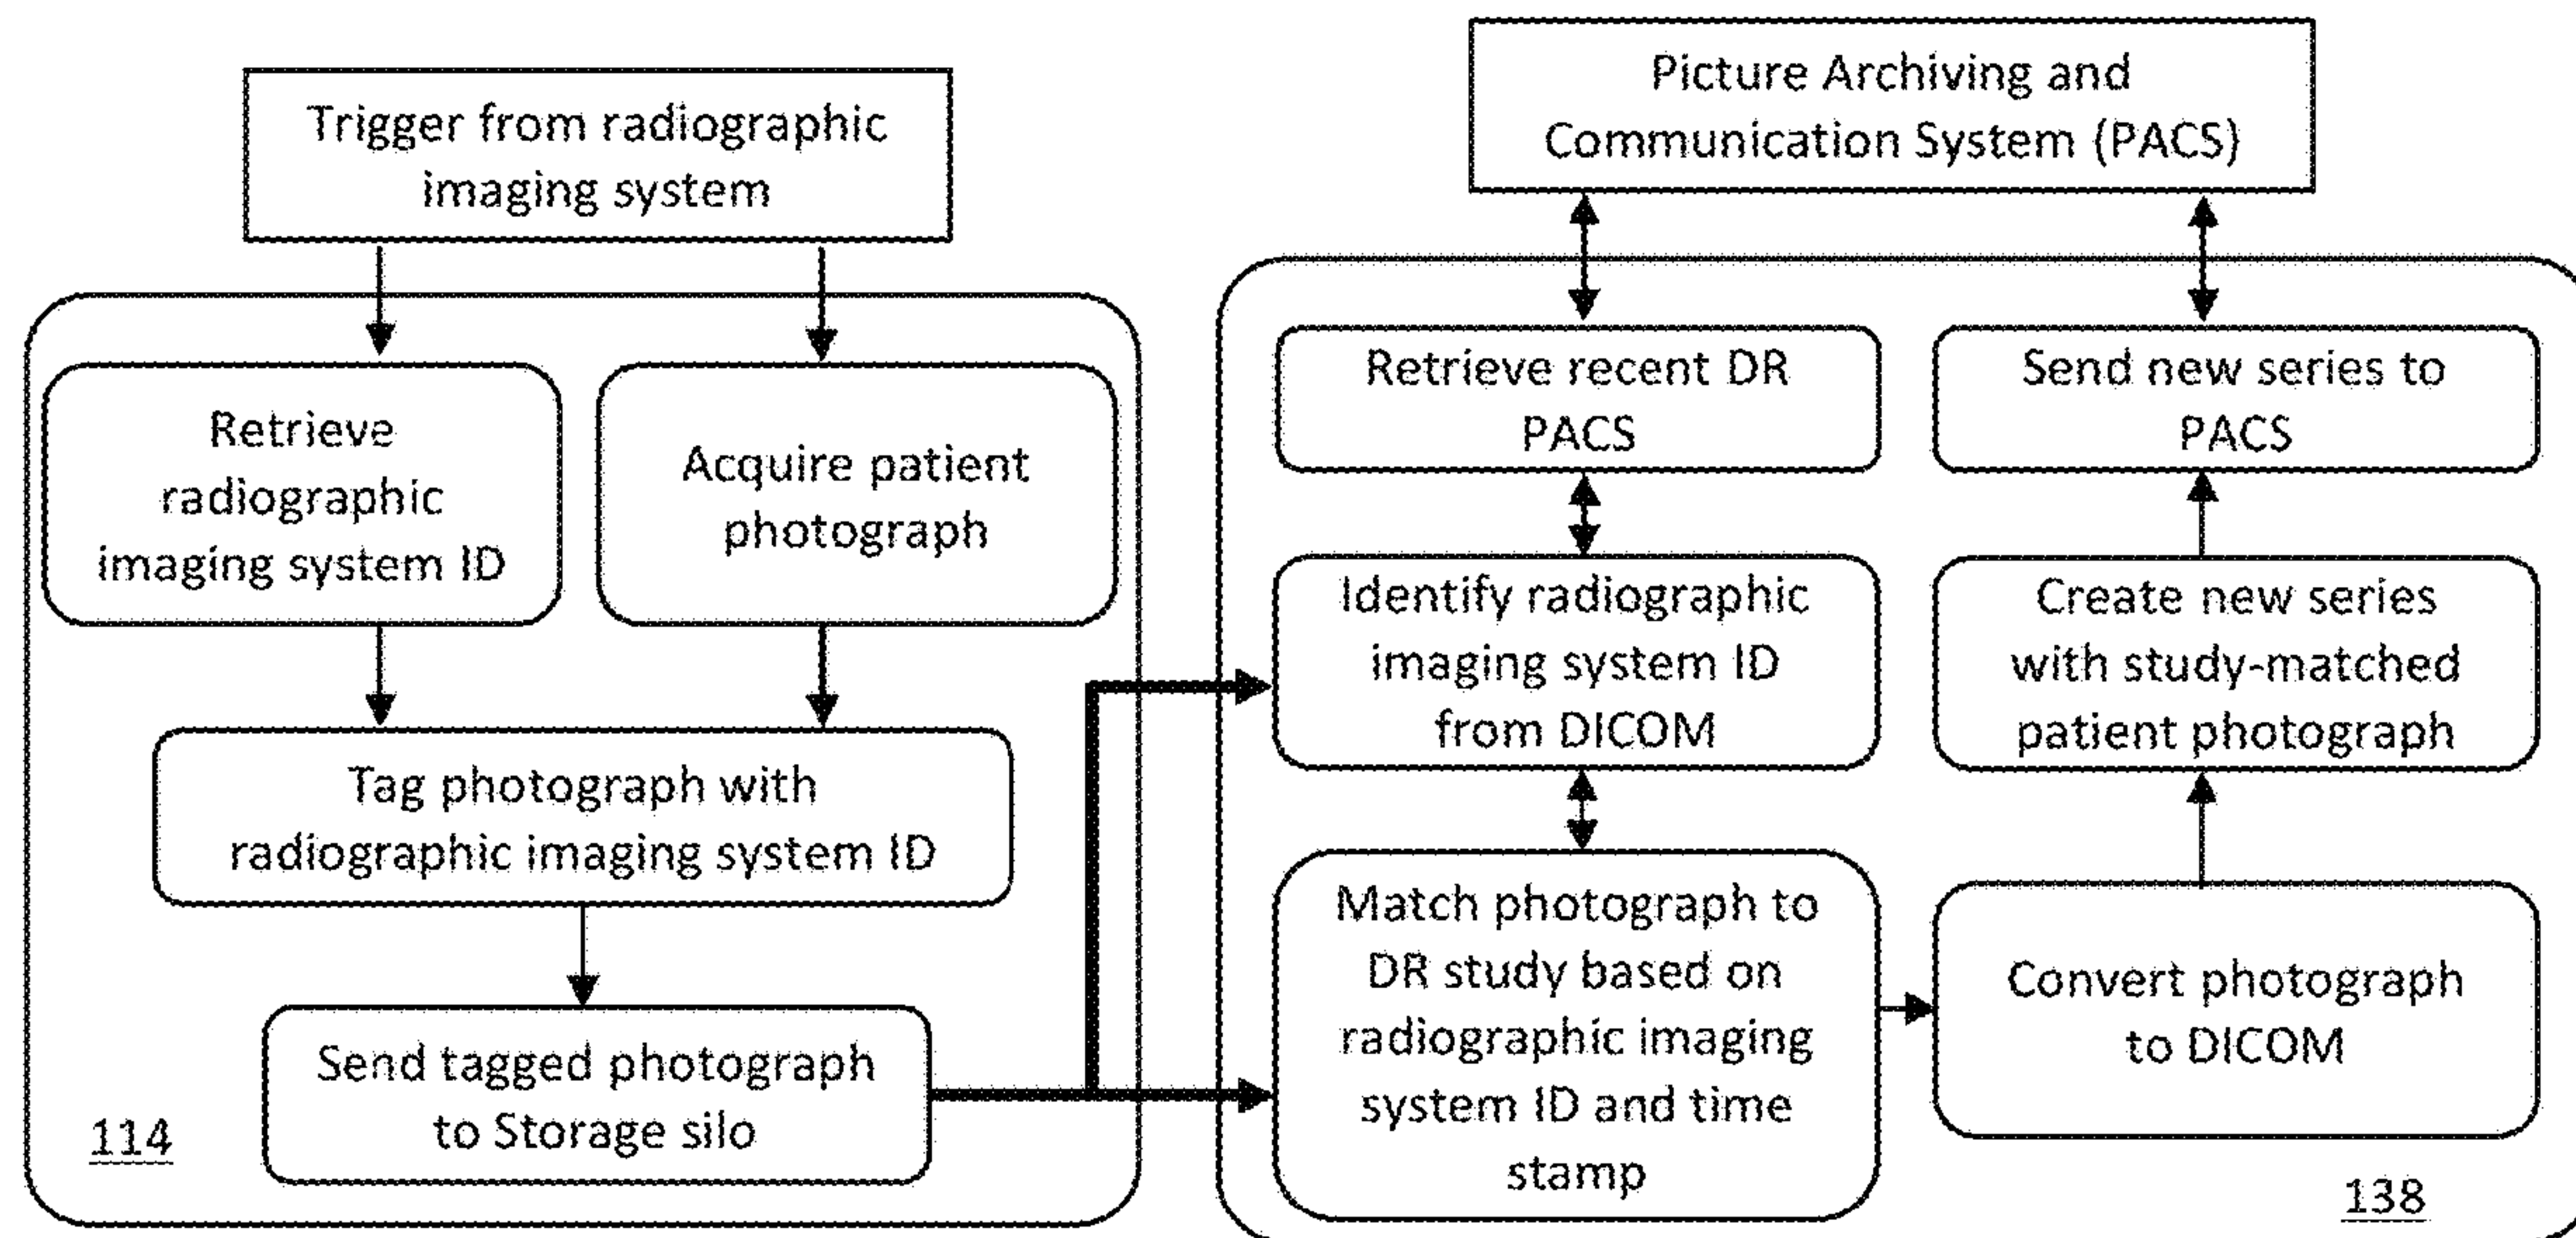 Trigger from radiographic
imaging system
Retrieve
radiographic
imaging system ID
Acquire patient
photograph
Tag photograph with
radiographic imaging system ID
Send tagged photograph
to Storage silo
114
Picture Archiving and
Communication System (PACS)
Retrieve recent DR
PACS
Identify radiographic
imaging system ID
from DICOM
Match photograph to
DR study based on
radiographic imaging
system ID and time
stamp
Send new series to
PACS
Create new series
with study-matched
patient photograph
Convert photograph
to DICOM
138